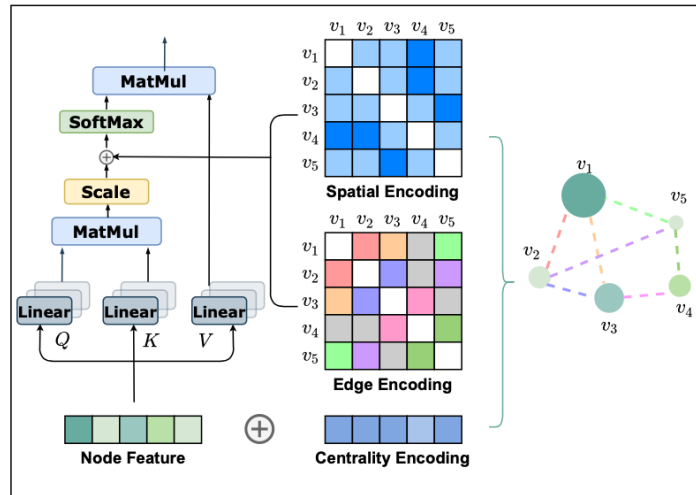 v1 v2 v3 v4 v5
v1
v2
v3
v4
v5
Spatial Encoding
MatMul
SoftMax
+
Scale
MatMul
Linear
Linear
Linear
Q
K
V
v1 v2 v3 v4 v5
v1
v2
v3
v4
v5
Edge Encoding
Node Feature
+
Centrality Encoding
v1
v5
v2
v4
v3